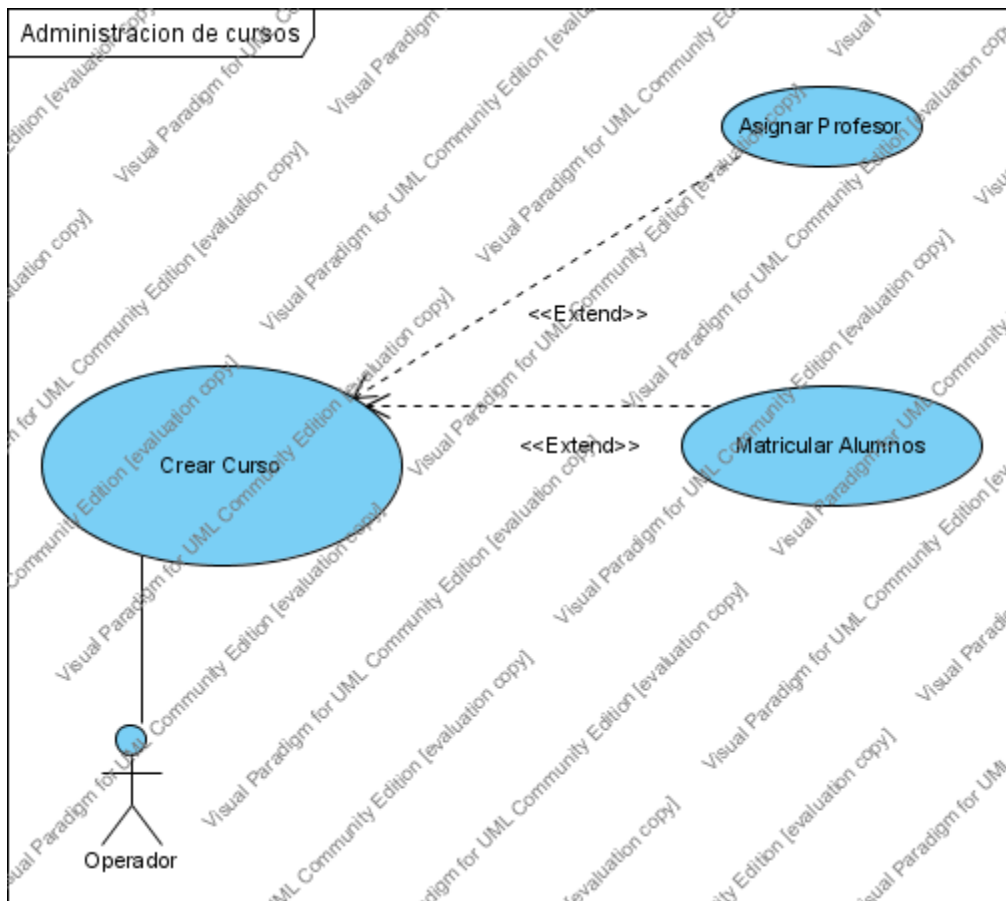 Administracion de cursos
Asignar Profesor
<<Extend>>
Crear Curso
<<Extend>>
Matricular Alumnos
Operador
Visual Paradigm for UML Community Edition [evaluation copy]